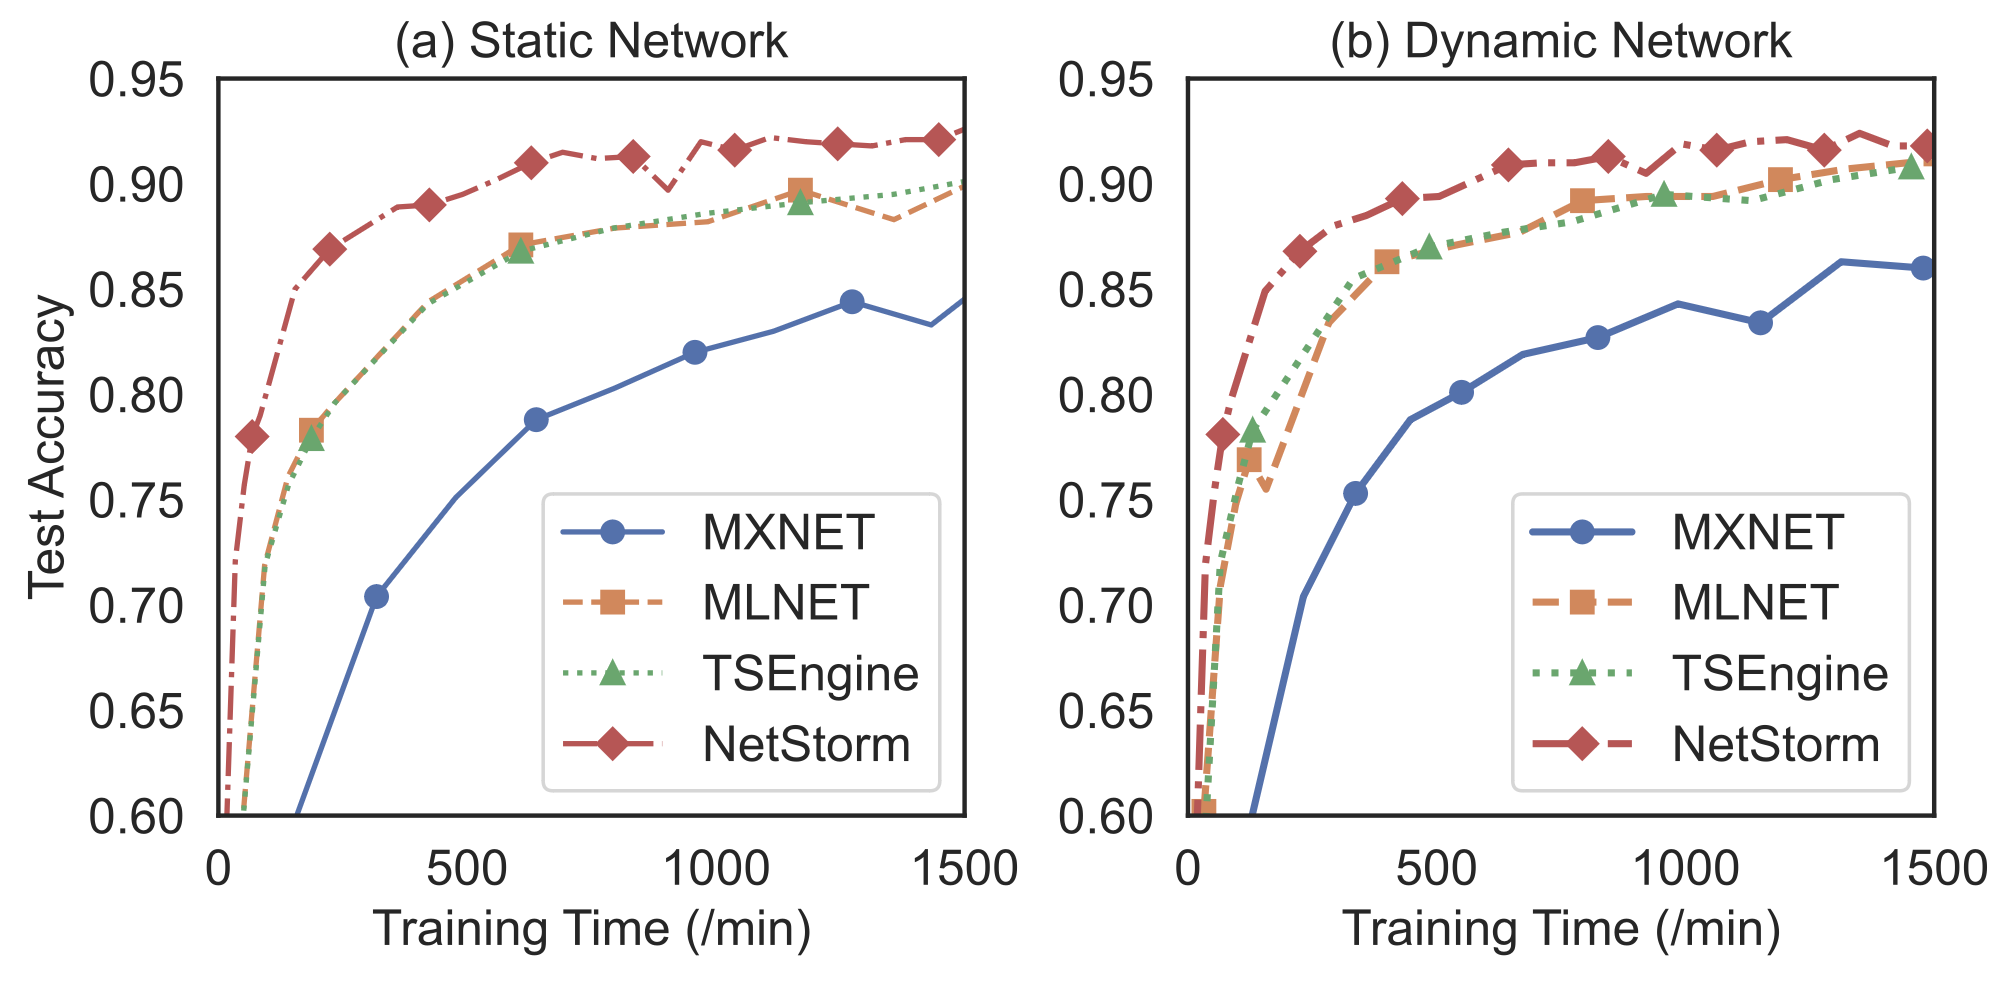 (a) Static Network
0.95
0.90
0.85
0.80
0.75
0.70
0.65
0.60
Test Accuracy
0 500 1000 1500
Training Time (/min)
MXNET
MLNET
TSEngine
NetStorm
(b) Dynamic Network
0.95
0.90
0.85
0.80
0.75
0.70
0.65
0.60
0 500 1000 1500
Training Time (/min)
MXNET
MLNET
TSEngine
NetStorm